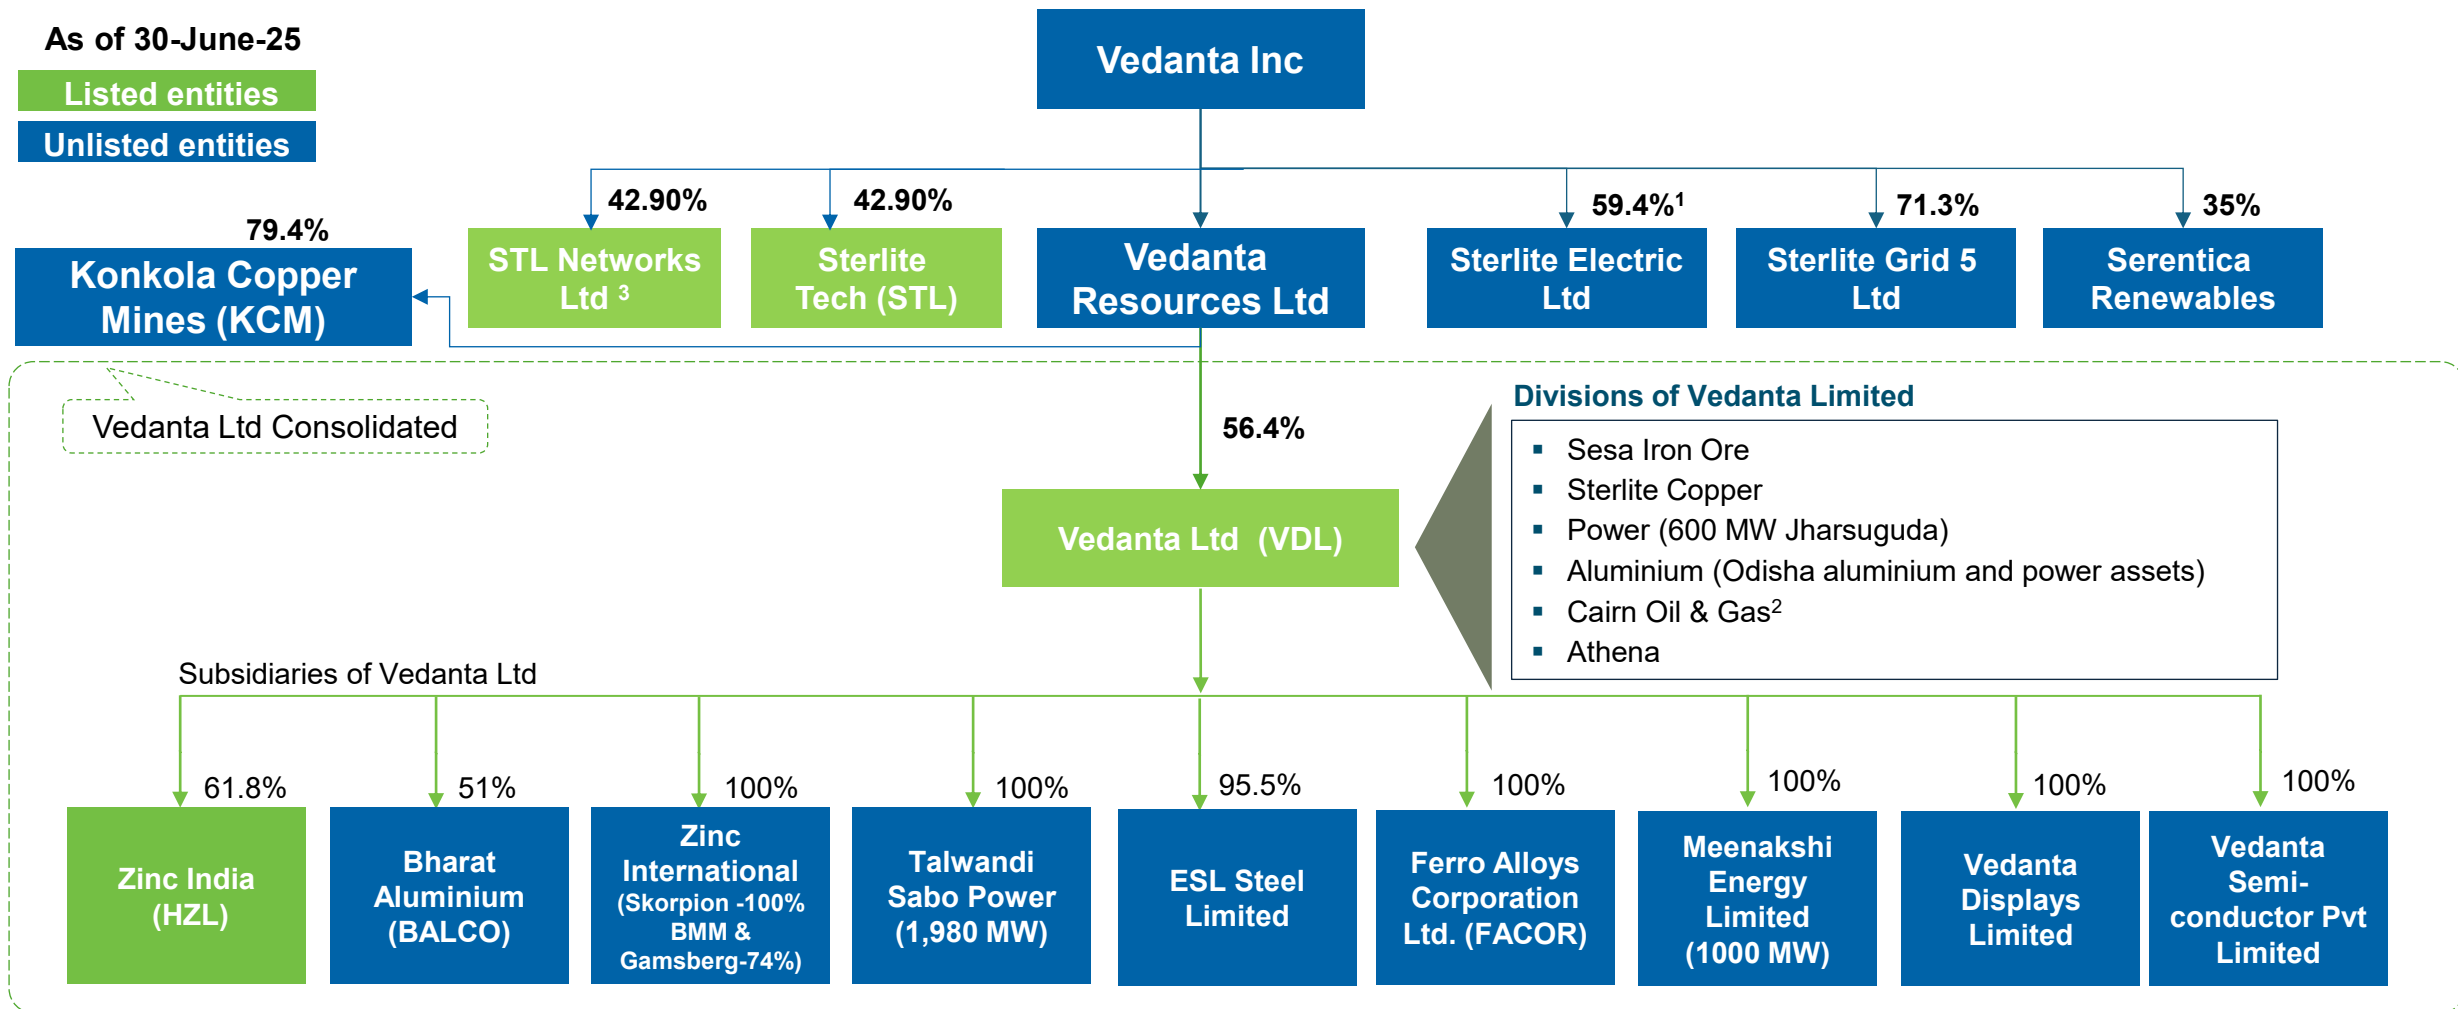 As of 30-June-25
Listed entities
Unlisted entities
Vedanta Inc
42.90%
42.90%
59.4%¹
71.3%
35%
79.4%
Konkola Copper
Mines (KCM)
STL Networks
Ltd ³
Sterlite
Tech (STL)
Vedanta
Resources Ltd
Sterlite Electric
Ltd
Sterlite Grid 5
Ltd
Serentica
Renewables
Vedanta Ltd Consolidated
56.4%
Divisions of Vedanta Limited
▪ Sesa Iron Ore
▪ Sterlite Copper
▪ Power (600 MW Jharsuguda)
▪ Aluminium (Odisha aluminium and power assets)
▪ Cairn Oil & Gas²
▪ Athena
Vedanta Ltd (VDL)
Subsidiaries of Vedanta Ltd
61.8%
51%
100%
100%
95.5%
100%
100%
100%
100%
Zinc India
(HZL)
Bharat
Aluminium
(BALCO)
Zinc
International
(Skorpion -100%
BMM &
Gamsberg-74%)
Talwandi
Sabo Power
(1,980 MW)
ESL Steel
Limited
Ferro Alloys
Corporation
Ltd. (FACOR)
Meenakshi
Energy
Limited
(1000 MW)
Vedanta
Displays
Limited
Vedanta
Semi-
conductor Pvt
Limited